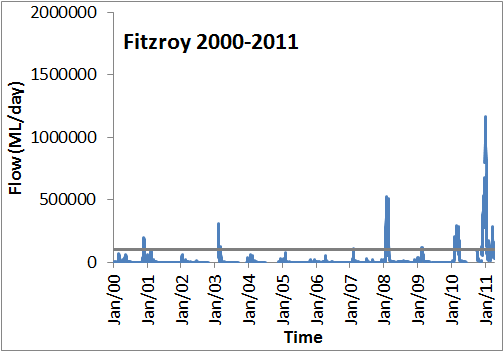 Fitzroy 2000-2011
Flow (ML/day)
2000000
1500000
1000000
500000
0
Jan/00
Jan/01
Jan/02
Jan/03
Jan/04
Jan/05
Jan/06
Jan/07
Jan/08
Jan/09
Jan/10
Jan/11
Time